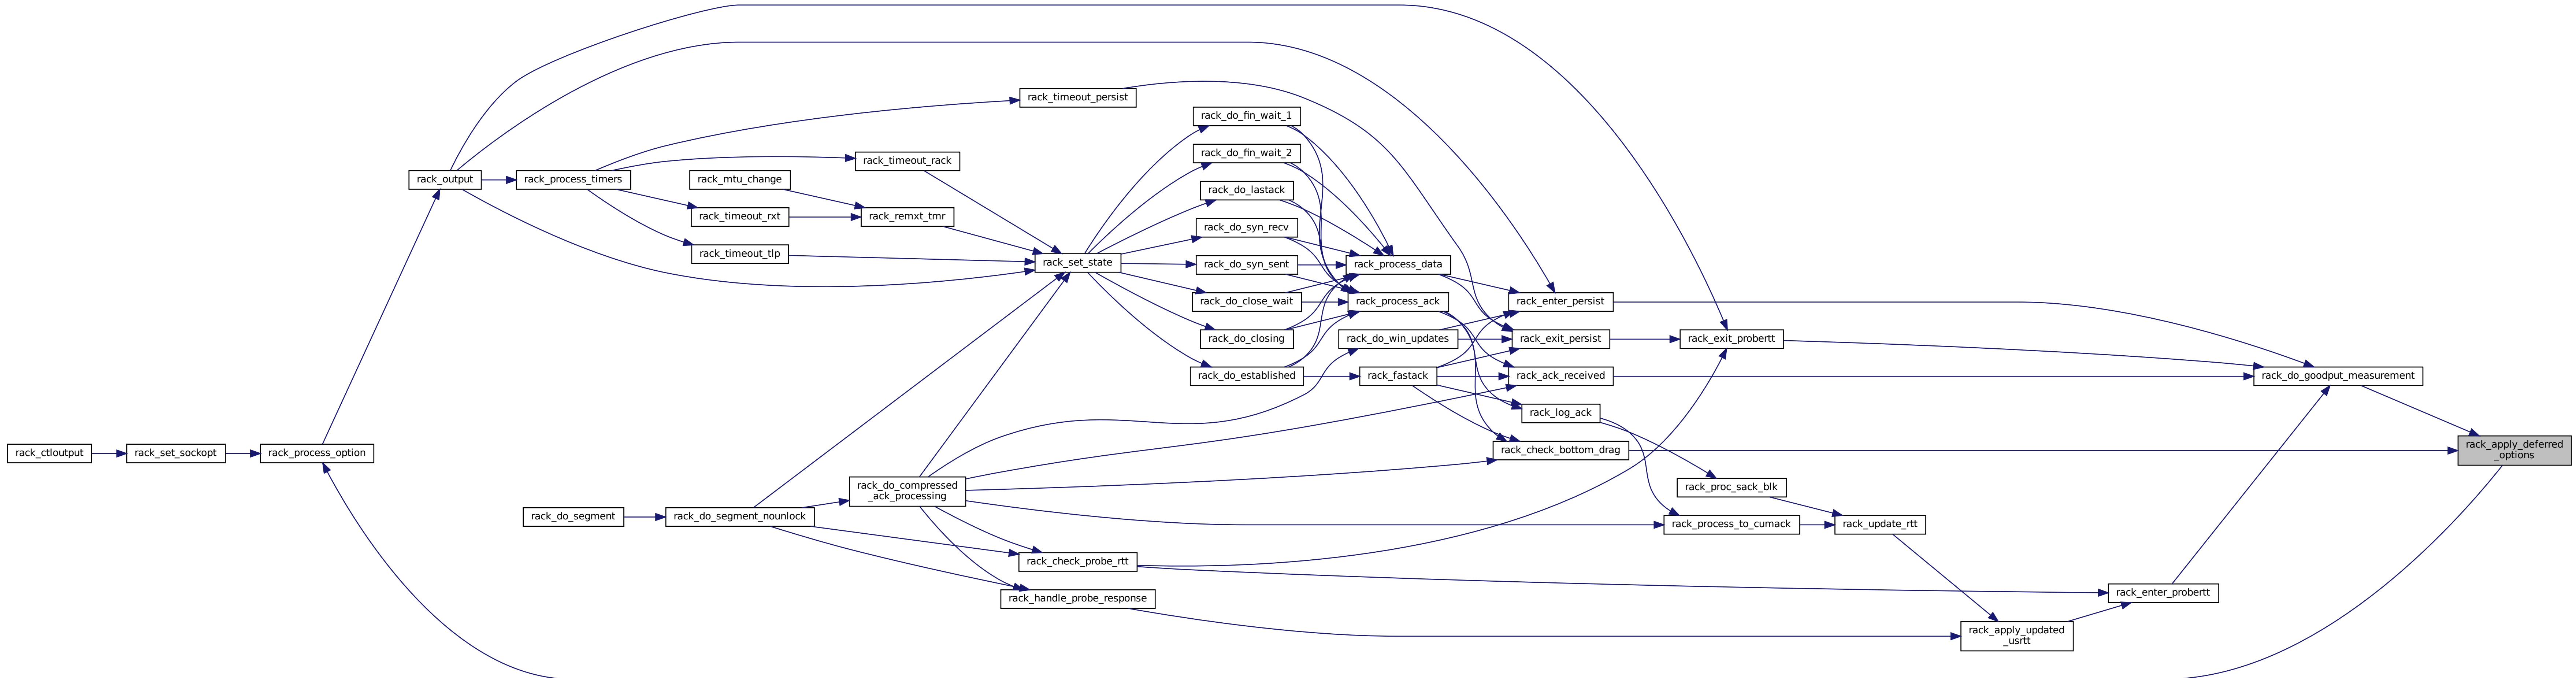 rack_timeout_persist
rack_do_fin_wait_1
rack_do_fin_wait_2
rack_timeout_rack
rack_output
rack_process_timers
rack_mtu_change
rack_do_lastack
rack_timeout_rxt
rack_remxt_tmr
rack_do_syn_recv
rack_timeout_tlp
rack_set_state
rack_do_syn_sent
rack_process_data
rack_do_close_wait
rack_process_ack
rack_enter_persist
rack_do_closing
rack_do_win_updates
rack_exit_persist
rack_exit_probertt
rack_do_established
rack_fastack
rack_ack_received
rack_do_goodput_measurement
rack_log_ack
rack_ctloutput
rack_set_sockopt
rack_process_option
rack_check_bottom_drag
rack_apply_deferred
_options
rack_do_compressed
_ack_processing
rack_proc_sack_blk
rack_do_segment
rack_do_segment_nounlock
rack_process_to_cumack
rack_update_rtt
rack_check_probe_rtt
rack_handle_probe_response
rack_enter_probertt
rack_apply_updated
_usrtt